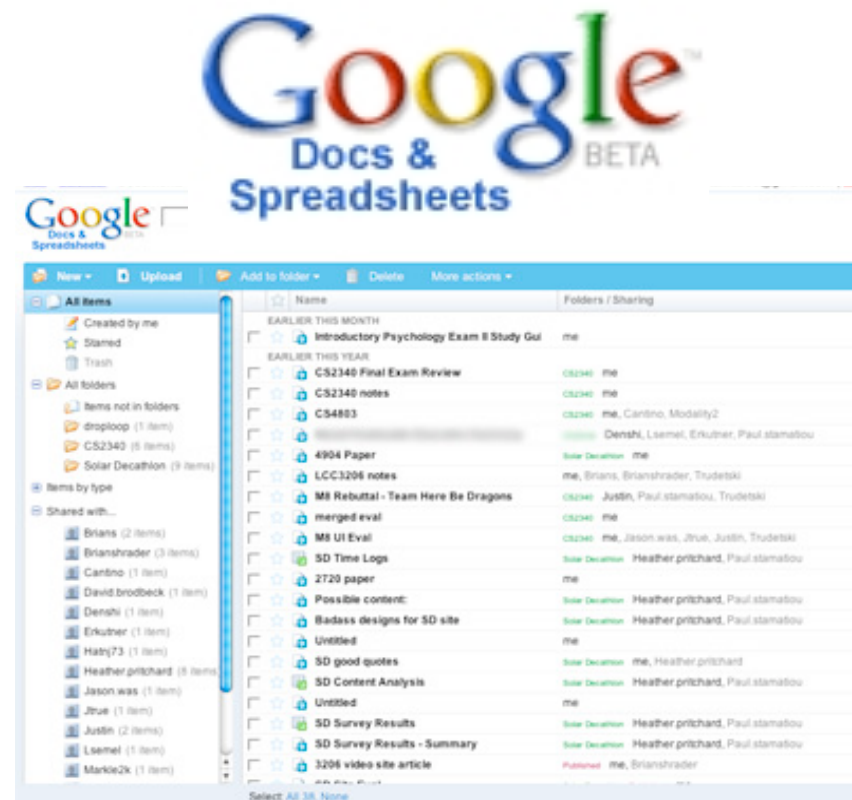 Google™
BETA
Docs &
Spreadsheets
Google
BETA
Docs &
Spreadsheets
New Upload Add to folder Delete More actions
All items
Created by me
Starred
Trash
All folders
Items not in folders
droploop (1 item)
CS2340 (6 items)
Solar Decathlon (9 items)
Items by type
Shared with...
Brians (2 items)
Brianshrader (3 items)
Cantino (1 item)
David.brodbeck (1 item)
Denshi (1 item)
Erkutner (1 item)
Hatnj73 (1 item)
Heather.pritchard (8 items
Jason.was (1 item)
Jtrue (1 item)
Justin (2 items)
Lsemel (1 item)
Markle2k (1 item)
Name Folders / Sharing
EARLIER THIS MONTH
Introductory Psychology Exam II Study Gui me
EARLIER THIS YEAR
CS2340 Final Exam Review CS2340 me
CS2340 notes CS2340 me
CS4803 CS2340 me, Cantino, Modality2
Denshi, Lsemel, Erkutner, Paul.stamatiou
4904 Paper Solar Decathlon me
LCC3206 notes me, Brians, Brianshrader, Trudetski
M8 Rebuttal - Team Here Be Dragons CS2340 Justin, Paul.stamatiou, Trudetski
merged eval CS2340 me
M8 UI Eval CS2340 me, Jason.was, Jtrue, Justin, Trudetski
SD Time Logs Solar Decathlon Heather.pritchard, Paul.stamatiou
2720 paper me
Possible content: Solar Decathlon Heather.pritchard, Paul.stamatiou
Badass designs for SD site Solar Decathlon Heather.pritchard, Paul.stamatiou
Untitled me
SD good quotes Solar Decathlon me, Heather.pritchard
SD Content Analysis Solar Decathlon Heather.pritchard, Paul.stamatiou
Untitled me
SD Survey Results Solar Decathlon Heather.pritchard, Paul.stamatiou
SD Survey Results - Summary Solar Decathlon Heather.pritchard, Paul.stamatiou
3206 video site article Published me, Brianshrader
Select: All 38, None